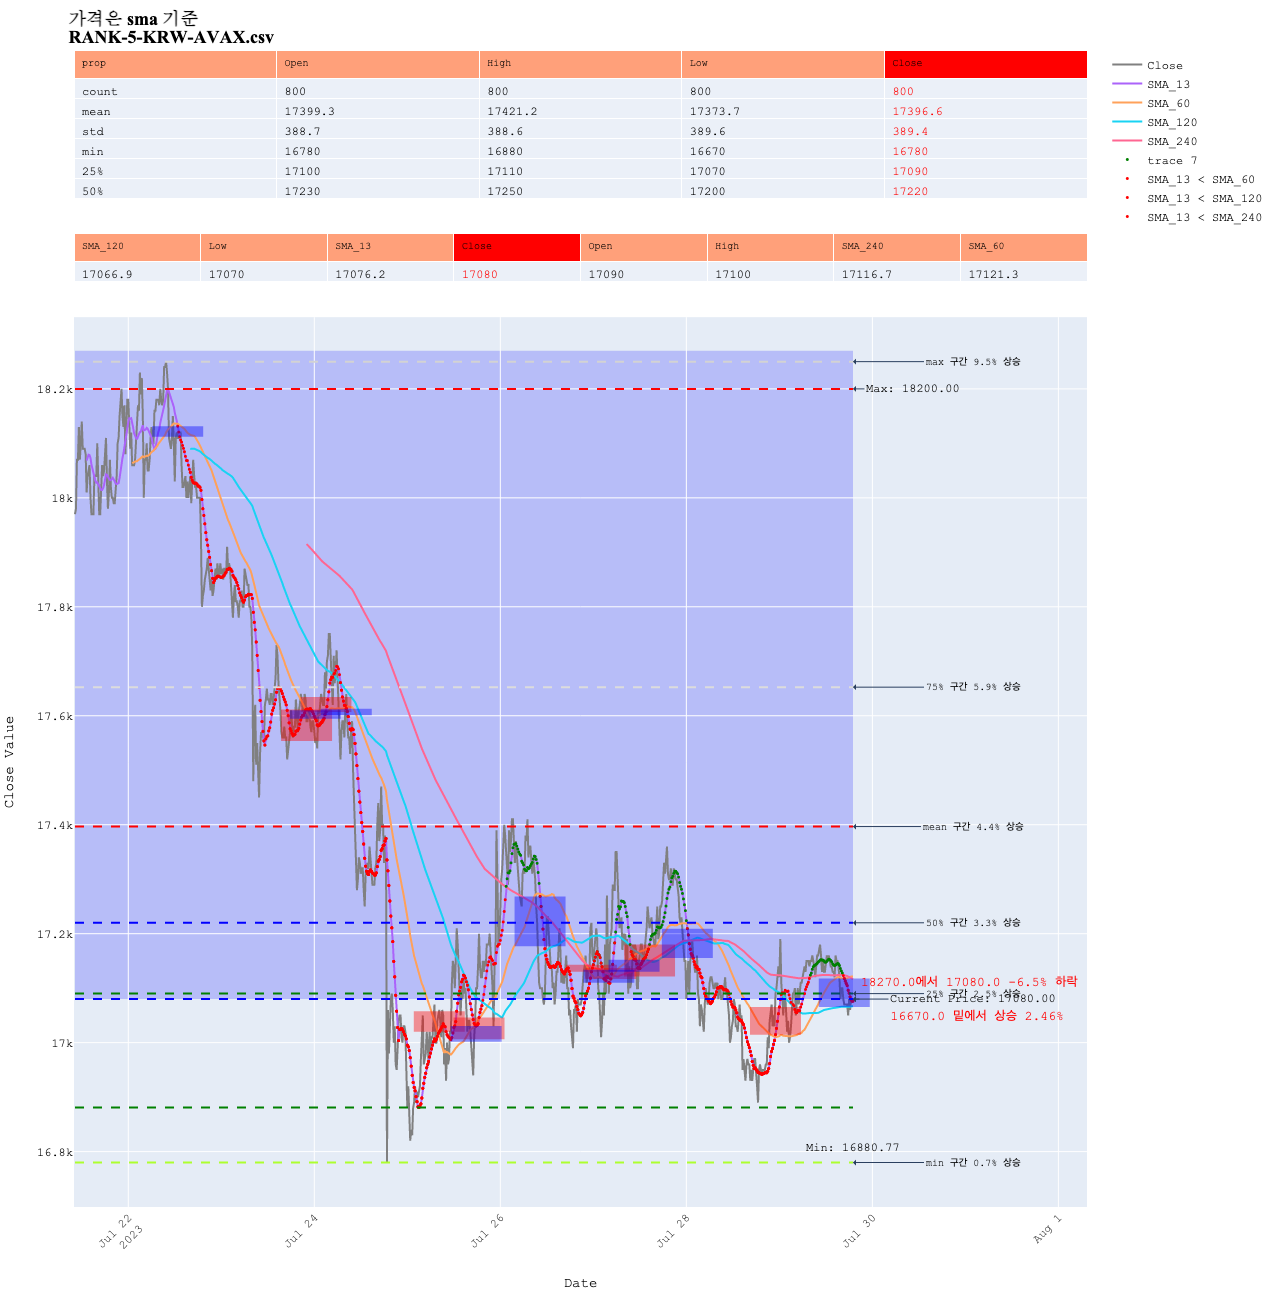 가격은 sma 기준
RANK-5-KRW-AVAX.csv
prop Open High Low Close
count 800 800 800 800
mean 17399.3 17421.2 17373.7 17396.6
std 388.7 388.6 389.6 389.4
min 16780 16880 16670 16780
25% 17100 17110 17070 17090
50% 17230 17250 17200 17220
Close
SMA_13
SMA_60
SMA_120
SMA_240
trace 7
SMA_13 < SMA_60
SMA_13 < SMA_120
SMA_13 < SMA_240
SMA_120 Low SMA_13 Close Open High SMA_240 SMA_60
17066.9 17070 17076.2 17080 17090 17100 17116.7 17121.3
max 구간 9.5% 상승
18.2k
Max: 18200.00
18k
17.8k
75% 구간 5.9% 상승
17.6k
Close Value
17.4k
mean 구간 4.4% 상승
50% 구간 3.3% 상승
17.2k
18270.0에서 17080.0 -6.5% 하락
25% 구간 2.5% 상승
Current Price: 17080.00
16670.0 밑에서 상승 2.46%
17k
Min: 16880.77
16.8k
min 구간 0.7% 상승
Jul 22
2023
Jul 24
Jul 26
Jul 28
Jul 30
Aug 1
Date